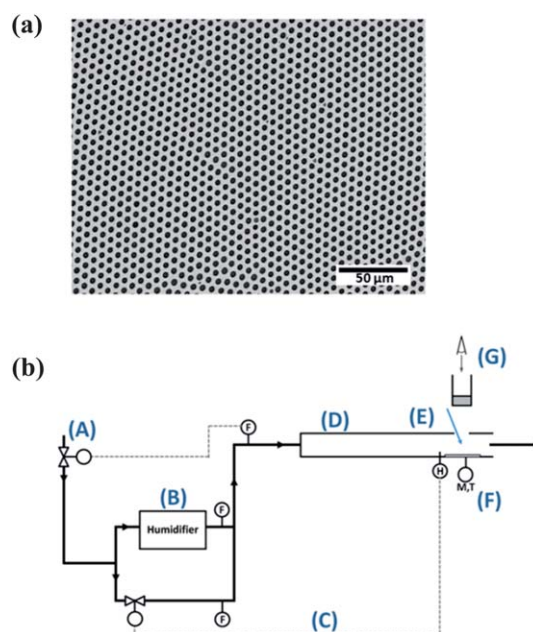 (a)
50 µm
(b)
(G)
(A)
(D)
(E)
F
(B)
H
M,T
(F)
F
Humidifier
(C)
F